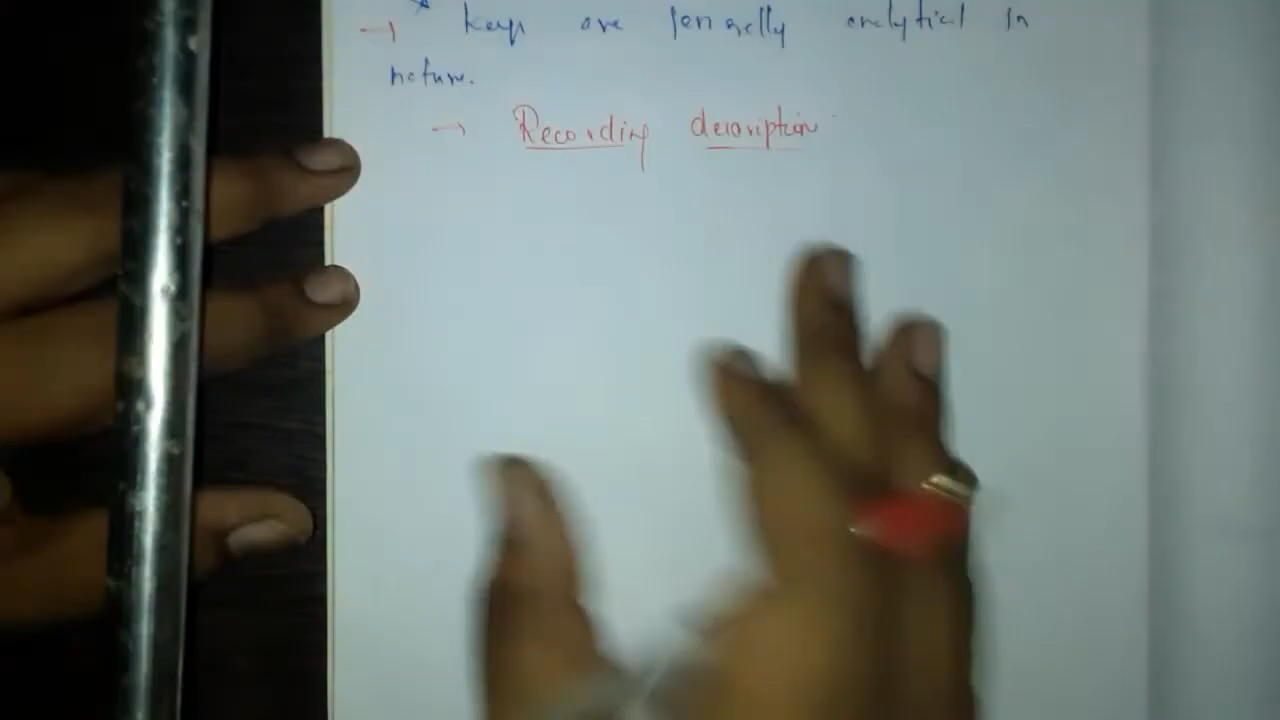 → * Keys are generally analytical in
nature.
→ Recording description